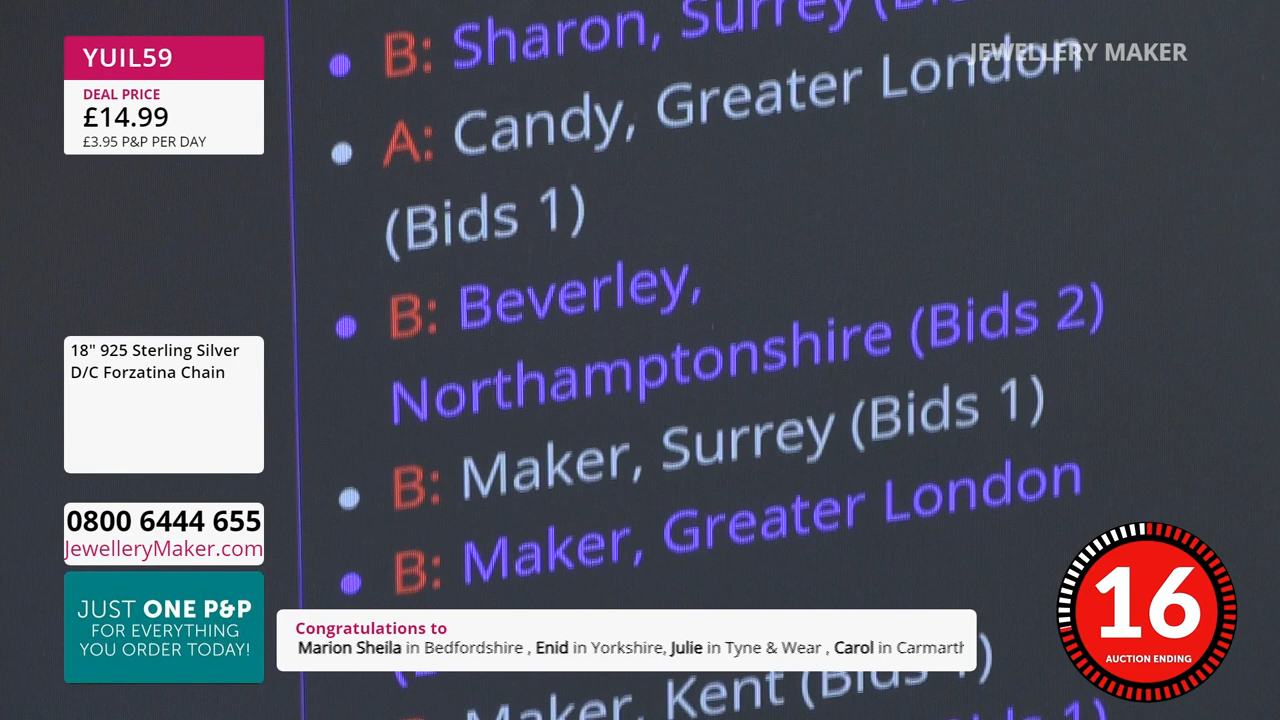 YUIL59
DEAL PRICE
£14.99
£3.95 P&P PER DAY
18" 925 Sterling Silver
D/C Forzatina Chain
0800 6444 655
JewelleryMaker.com
JUST ONE P&P
FOR EVERYTHING
YOU ORDER TODAY!
JEWELLERY MAKER
B: Sharon, Surrey
A: Candy, Greater London
(Bids 1)
B: Beverley,
Northamptonshire (Bids 2)
B: Maker, Surrey (Bids 1)
B: Maker, Greater London
Maker, Kent (Bids 1)
Congratulations to
Marion Sheila in Bedfordshire , Enid in Yorkshire, Julie in Tyne & Wear , Carol in Carmarth
16
AUCTION ENDING